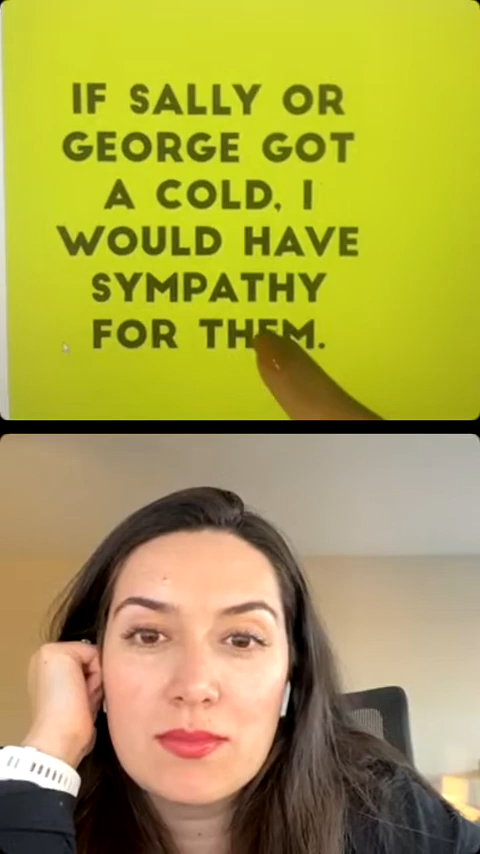 IF SALLY OR
GEORGE GOT
A COLD, I
WOULD HAVE
SYMPATHY
FOR THEM.